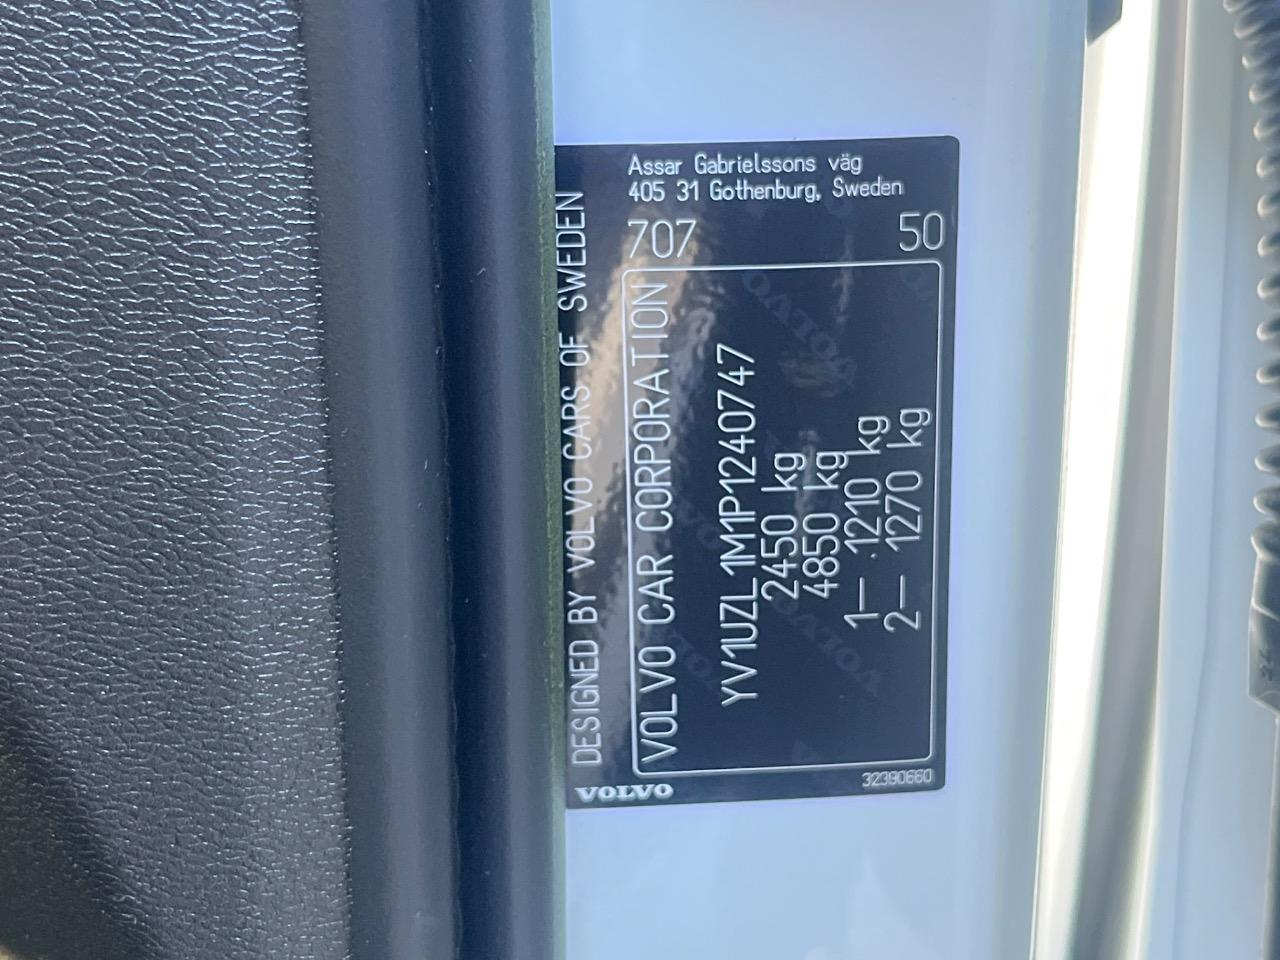 Assar Gabrielssons väg
405 31 Gothenburg, Sweden
707 50
DESIGNED BY VOLVO CARS OF SWEDEN
VOLVO CAR CORPORATION
YV1UZL1M1P1240747
2450 kg
4850 kg
1— 1210 kg
2— 1270 kg
VOLVO
32390660